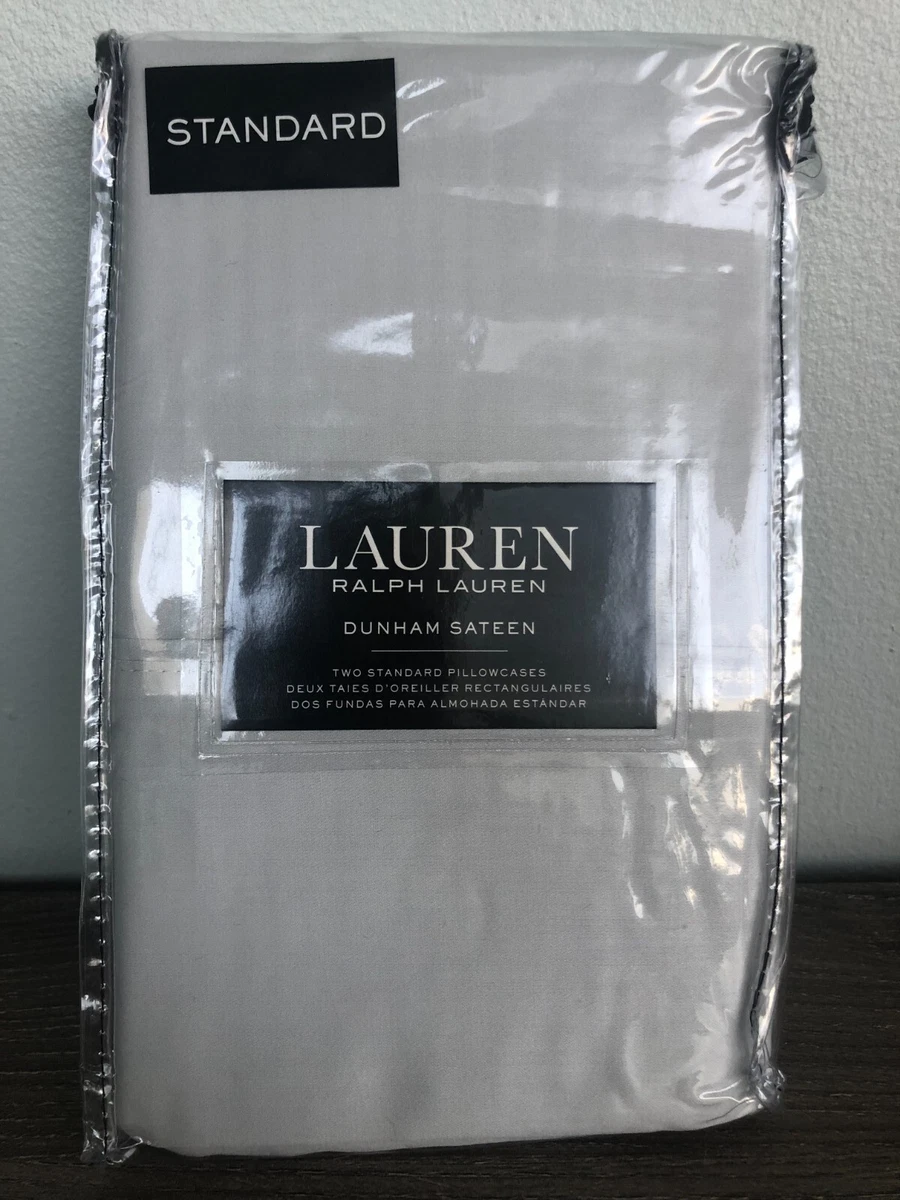 STANDARD
LAUREN
RALPH LAUREN
DUNHAM SATEEN
TWO STANDARD PILLOWCASES
DEUX TAIES D'OREILLER RECTANGULAIRES
DOS FUNDAS PARA ALMOHADA ESTÁNDAR